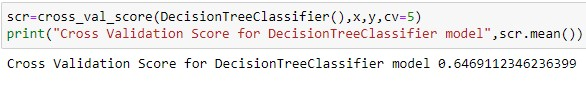 scr=cross_val_score(DecisionTreeClassifier(),x,y,cv=5)
print("Cross Validation Score for DecisionTreeClassifier model",scr.mean())
Cross Validation Score for DecisionTreeClassifier model 0.6469112346236399